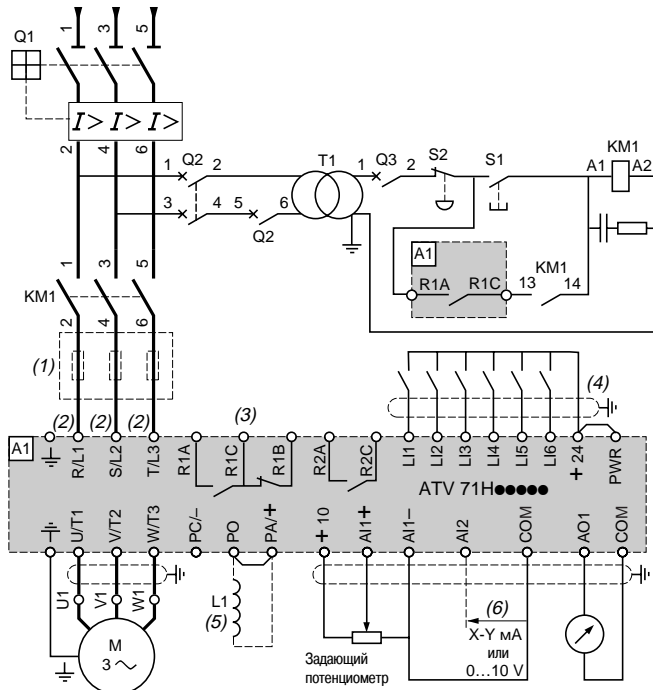 1 3 5
Q1
I> I> I>
2 4 6
1 Q2 2
T1
1 Q3 2
S2
S1
KM1
A1 A2
3 4 5 6
Q2
A1
R1A R1C
13 KM1 14
1 3 5
KM1
2 4 6
(1)
(2) (2) (2)
(3)
(4)
A1
R/L1 S/L2 T/L3 R1A R1C R1B R2A R2C LI1 LI2 LI3 LI4 LI5 LI6 +24 PWR
ATV 71H●●●●●
U/T1 V/T2 W/T3 PC/– PO PA/+ +10 AI1+ AI1– AI2 COM AO1 COM
U1 V1 W1
L1
(5)
M
3 ~
(6)
X-Y мА
или
0...10 V
Задающий
потенциометр